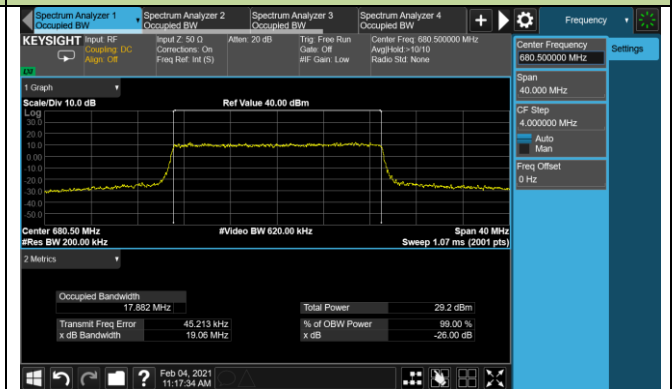 Spectrum Analyzer 1
Occupied BW
Spectrum Analyzer 2
Occupied BW
Spectrum Analyzer 3
Occupied BW
Spectrum Analyzer 4
Occupied BW
Frequency
KEYSIGHT
Input: RF
Coupling: DC
Align: Off
Input Z: 50 Ω
Corrections: On
Freq Ref: Int (S)
Atten: 20 dB
Trig: Free Run
Gate: Off
#IF Gain: Low
Center Freq: 680.500000 MHz
Avg|Hold:>10/10
Radio Std: None
Center Frequency
680.500000 MHz
Settings
Span
40.000 MHz
CF Step
4.000000 MHz
Auto
Man
Freq Offset
0 Hz
1 Graph
Scale/Div 10.0 dB
Ref Value 40.00 dBm
Log
30.0
20.0
10.0
0.00
-10.0
-20.0
-30.0
-40.0
-50.0
Center 680.50 MHz
#Video BW 620.00 kHz
Span 40 MHz
#Res BW 200.00 kHz
Sweep 1.07 ms (2001 pts)
2 Metrics
Occupied Bandwidth
17.882 MHz
Total Power
29.2 dBm
Transmit Freq Error
45.213 kHz
% of OBW Power
99.00 %
x dB Bandwidth
19.06 MHz
x dB
-26.00 dB
Feb 04, 2021
11:17:34 AM